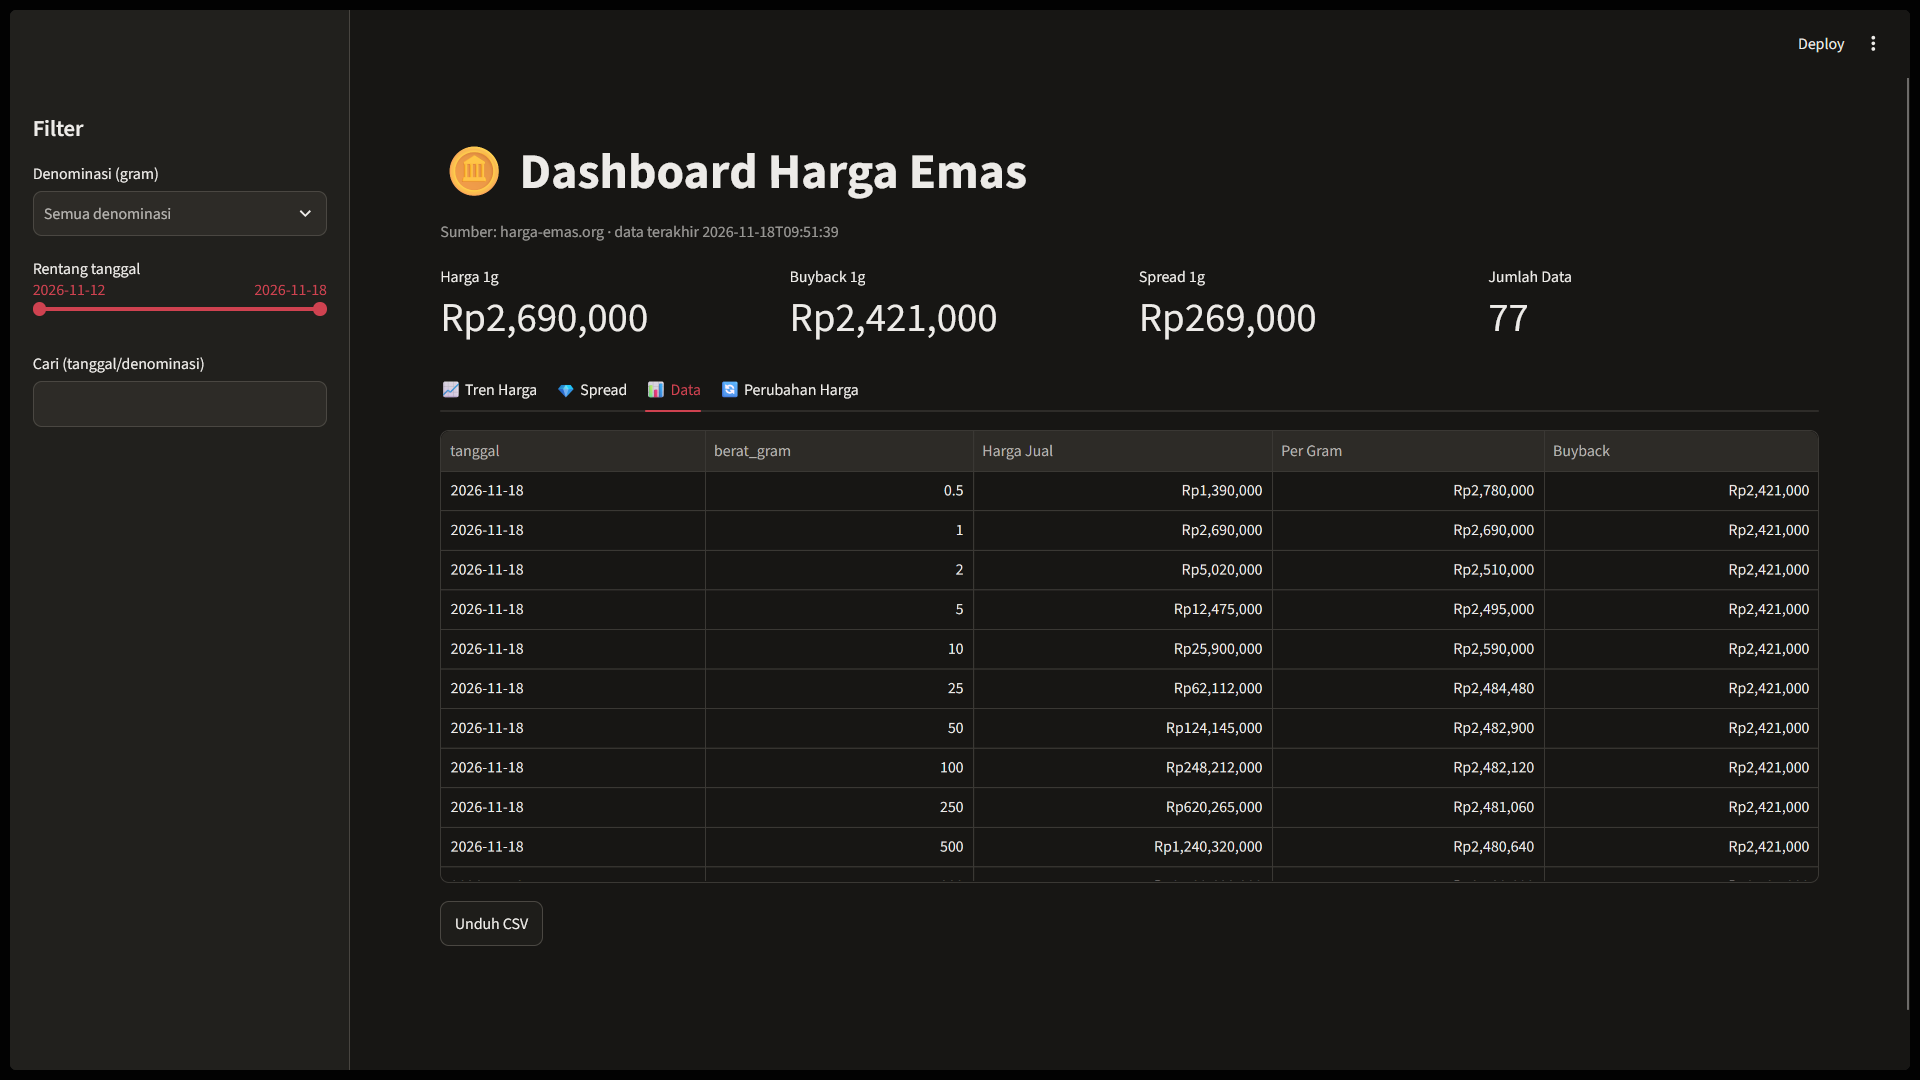 Deploy
Filter
Denominasi (gram)
Semua denominasi
Rentang tanggal
2026-11-12 2026-11-18
Cari (tanggal/denominasi)
Dashboard Harga Emas
Sumber: harga-emas.org · data terakhir 2026-11-18T09:51:39
Harga 1g Buyback 1g Spread 1g Jumlah Data
Rp2,690,000 Rp2,421,000 Rp269,000 77
Tren Harga Spread Data Perubahan Harga
tanggal berat_gram Harga Jual Per Gram Buyback
2026-11-18 0.5 Rp1,390,000 Rp2,780,000 Rp2,421,000
2026-11-18 1 Rp2,690,000 Rp2,690,000 Rp2,421,000
2026-11-18 2 Rp5,020,000 Rp2,510,000 Rp2,421,000
2026-11-18 5 Rp12,475,000 Rp2,495,000 Rp2,421,000
2026-11-18 10 Rp25,900,000 Rp2,590,000 Rp2,421,000
2026-11-18 25 Rp62,112,000 Rp2,484,480 Rp2,421,000
2026-11-18 50 Rp124,145,000 Rp2,482,900 Rp2,421,000
2026-11-18 100 Rp248,212,000 Rp2,482,120 Rp2,421,000
2026-11-18 250 Rp620,265,000 Rp2,481,060 Rp2,421,000
2026-11-18 500 Rp1,240,320,000 Rp2,480,640 Rp2,421,000
Unduh CSV